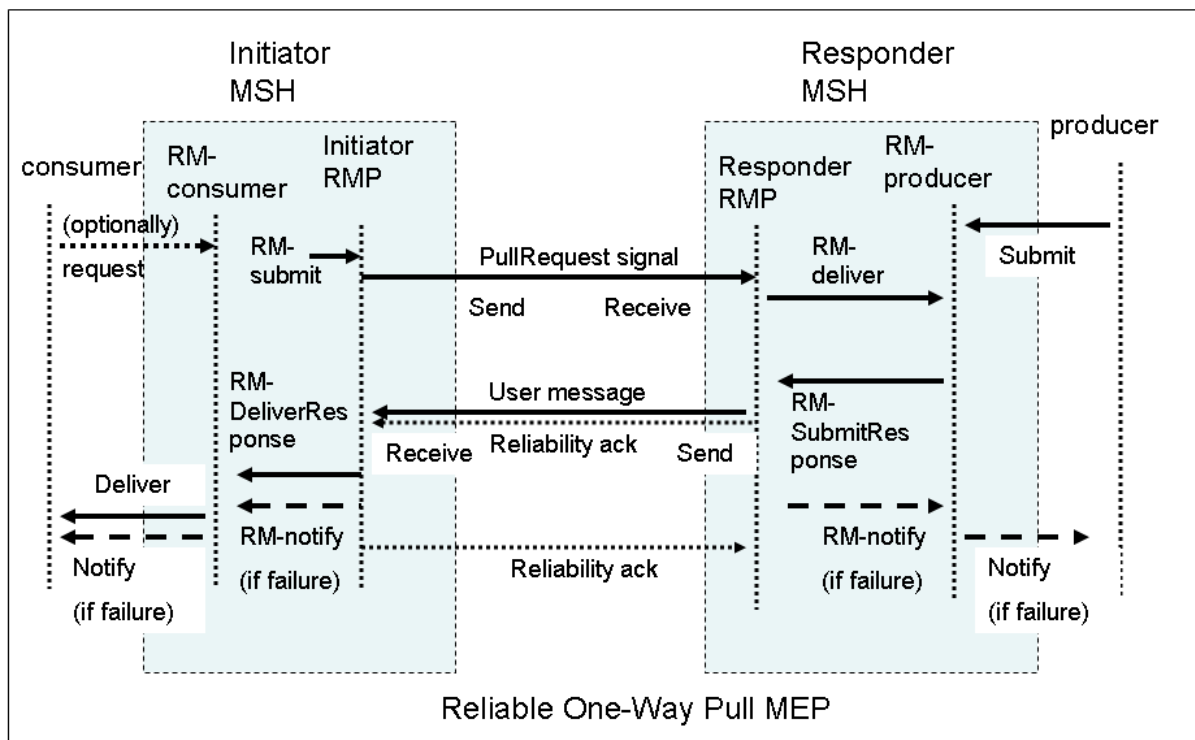 Initiator
MSH
Responder
MSH
producer
consumer
RM-
consumer
Initiator
RMP
Responder
RMP
RM-
producer
(optionally)
request
RM-
submit
PullRequest signal
Send
Receive
RM-
deliver
Submit
RM-
DeliverRes
ponse
User message
Reliability ack
Receive
Send
RM-
SubmitRes
ponse
Deliver
Notify
(if failure)
RM-notify
(if failure)
Reliability ack
RM-notify
(if failure)
Notify
(if failure)
Reliable One-Way Pull MEP